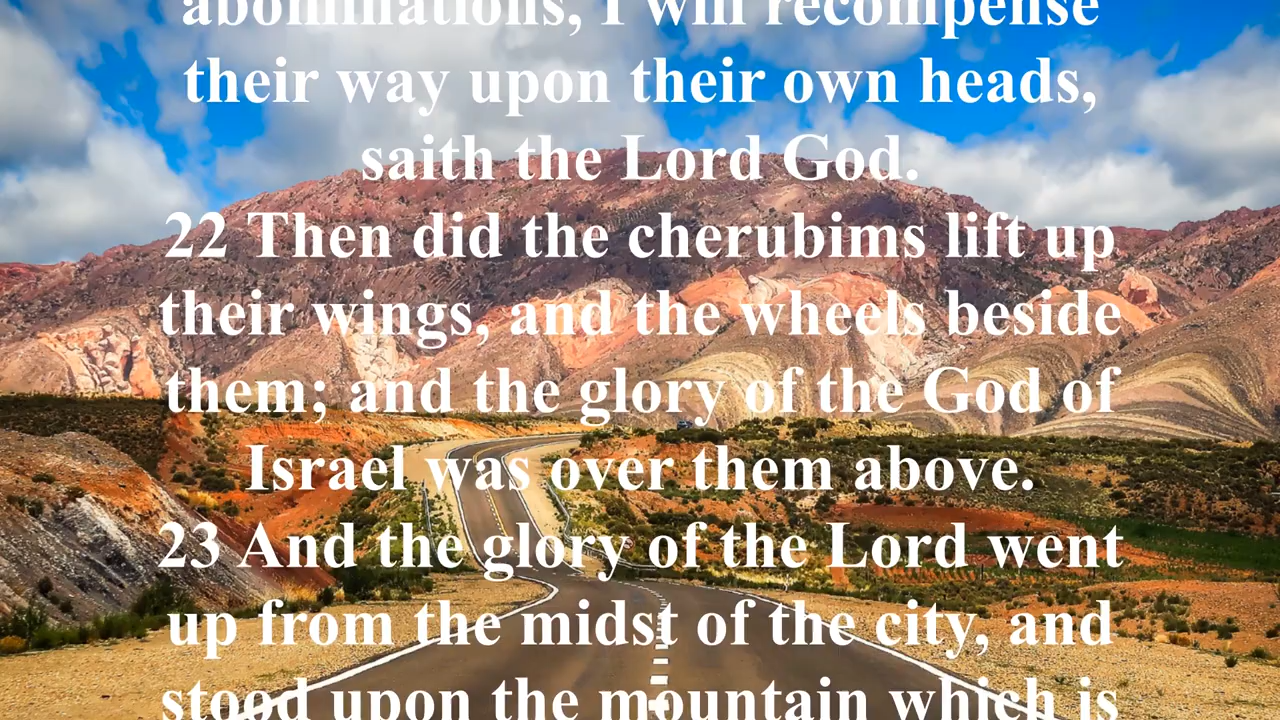 abominations, I will recompense
their way upon their own heads,
saith the Lord God.
22 Then did the cherubims lift up
their wings, and the wheels beside
them; and the glory of the God of
Israel was over them above.
23 And the glory of the Lord went
up from the midst of the city, and
stood upon the mountain which is